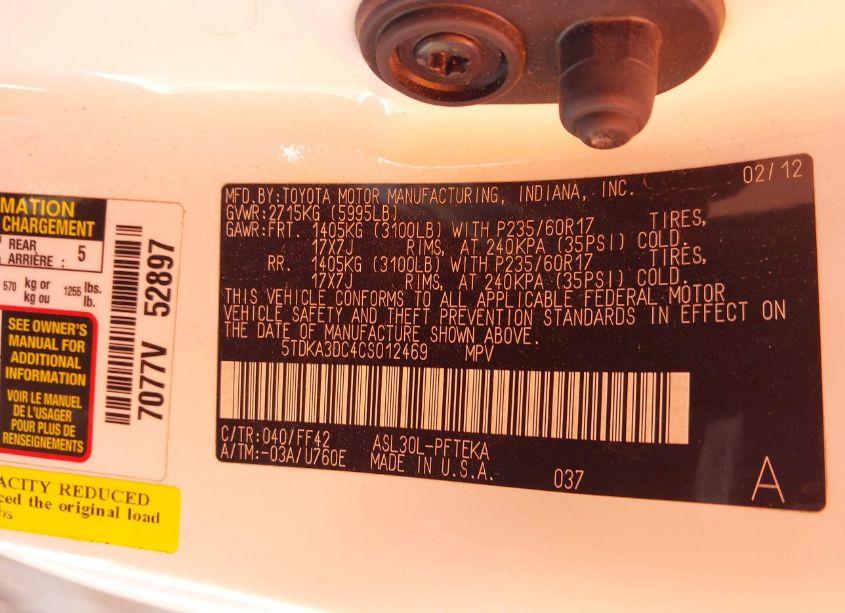 MATION
CHARGEMENT
REAR
ARRIÈRE : 5
570 kg or
kg ou 1255 lbs.
lb.
SEE OWNER'S
MANUAL FOR
ADDITIONAL
INFORMATION
VOIR LE MANUEL
DE L'USAGER
POUR PLUS DE
RENSEIGNEMENTS
7077V 52897
ACITY REDUCED
ced the original load
02/12
MFD.BY:TOYOTA MOTOR MANUFACTURING, INDIANA, INC.
GVWR:2715KG (5995LB)
GAWR:FRT. 1405KG (3100LB) WITH P235/60R17 TIRES,
17X7J RIMS, AT 240KPA (35PSI) COLD.
RR. 1405KG (3100LB) WITH P235/60R17 TIRES,
17X7J RIMS, AT 240KPA (35PSI) COLD.
THIS VEHICLE CONFORMS TO ALL APPLICABLE FEDERAL MOTOR
VEHICLE SAFETY AND THEFT PREVENTION STANDARDS IN EFFECT ON
THE DATE OF MANUFACTURE SHOWN ABOVE.
5TDKA3DC4CS012469 MPV
C/TR:040/FF42 ASL30L-PFTEKA
A/TM:-03A/U760E MADE IN U.S.A. 037
A